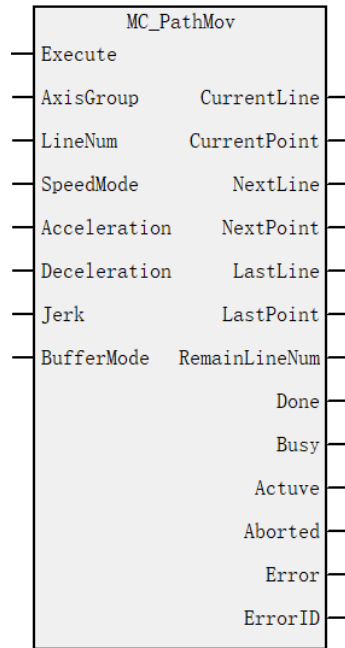 MC_PathMov
Execute
AxisGroup CurrentLine
LineNum CurrentPoint
SpeedMode NextLine
Acceleration NextPoint
Deceleration LastLine
Jerk LastPoint
BufferMode RemainLineNum
Done
Busy
Actuve
Aborted
Error
ErrorID